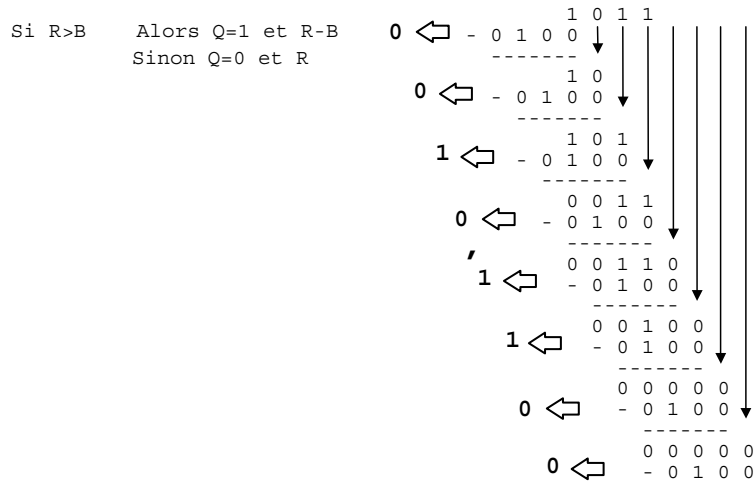 1 0 1 1
Si R>B Alors Q=1 et R-B 0 - 0 1 0 0
Sinon Q=0 et R -------
1 0
0 - 0 1 0 0
-------
1 0 1
1 - 0 1 0 0
-------
0 0 1 1
0 - 0 1 0 0
-------
,
0 0 1 1 0
1 - 0 1 0 0
-------
0 0 1 0 0
1 - 0 1 0 0
-------
0 0 0 0 0
0 - 0 1 0 0
-------
0 0 0 0 0
0 - 0 1 0 0